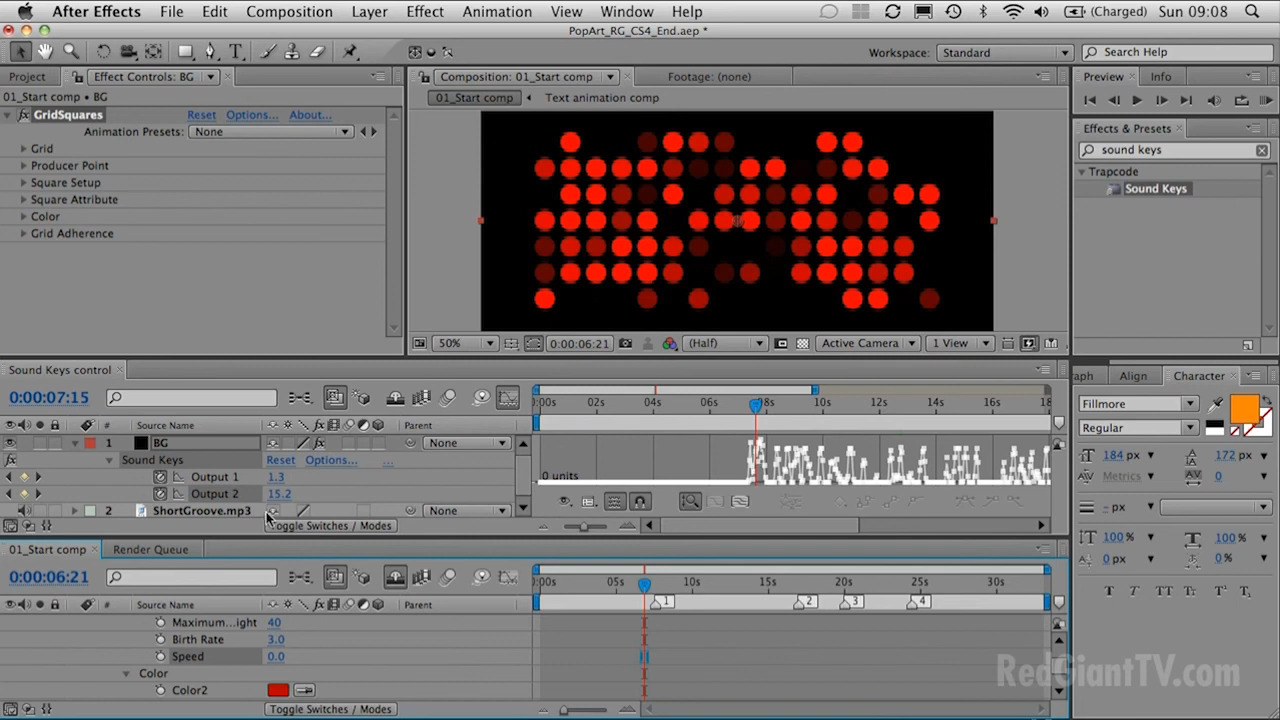 After Effects File Edit Composition Layer Effect Animation View Window Help (Charged) Sun 09:08
PopArt_RG_CS4_End.aep *
Workspace: Standard Search Help
Project Effect Controls: BG Composition: 01_Start comp Footage: (none) Preview Info
01_Start comp • BG 01_Start comp Text animation comp
GridSquares Reset Options... About...
Animation Presets: None Effects & Presets
Grid sound keys
Producer Point Trapcode
Square Setup Sound Keys
Square Attribute
Color
Grid Adherence
50% 0:00:06:21 (Half) Active Camera 1 View
Sound Keys control aph Align Character
0:00:07:15 0:00s 02s 04s 06s 08s 10s 12s 14s 16s 18 Fillmore
# Source Name Parent Regular
1 BG None
Sound Keys Reset Options... ... 184 px 172 px
Output 1 1.3 0 units Metrics 0
Output 2 15.2
2 ShortGroove.mp3 None - px
Toggle Switches / Modes
100% 100%
01_Start comp Render Queue 0 px 0 %
0:00:06:21 0:00s 05s 10s 15s 20s 25s 30s T T TT Tt T¹ T₁
# Source Name Parent 1 2 3 4
Maximum...ight 40
Birth Rate 3.0
Speed 0.0
Color
Color2
RedGiantTV.com
Toggle Switches / Modes